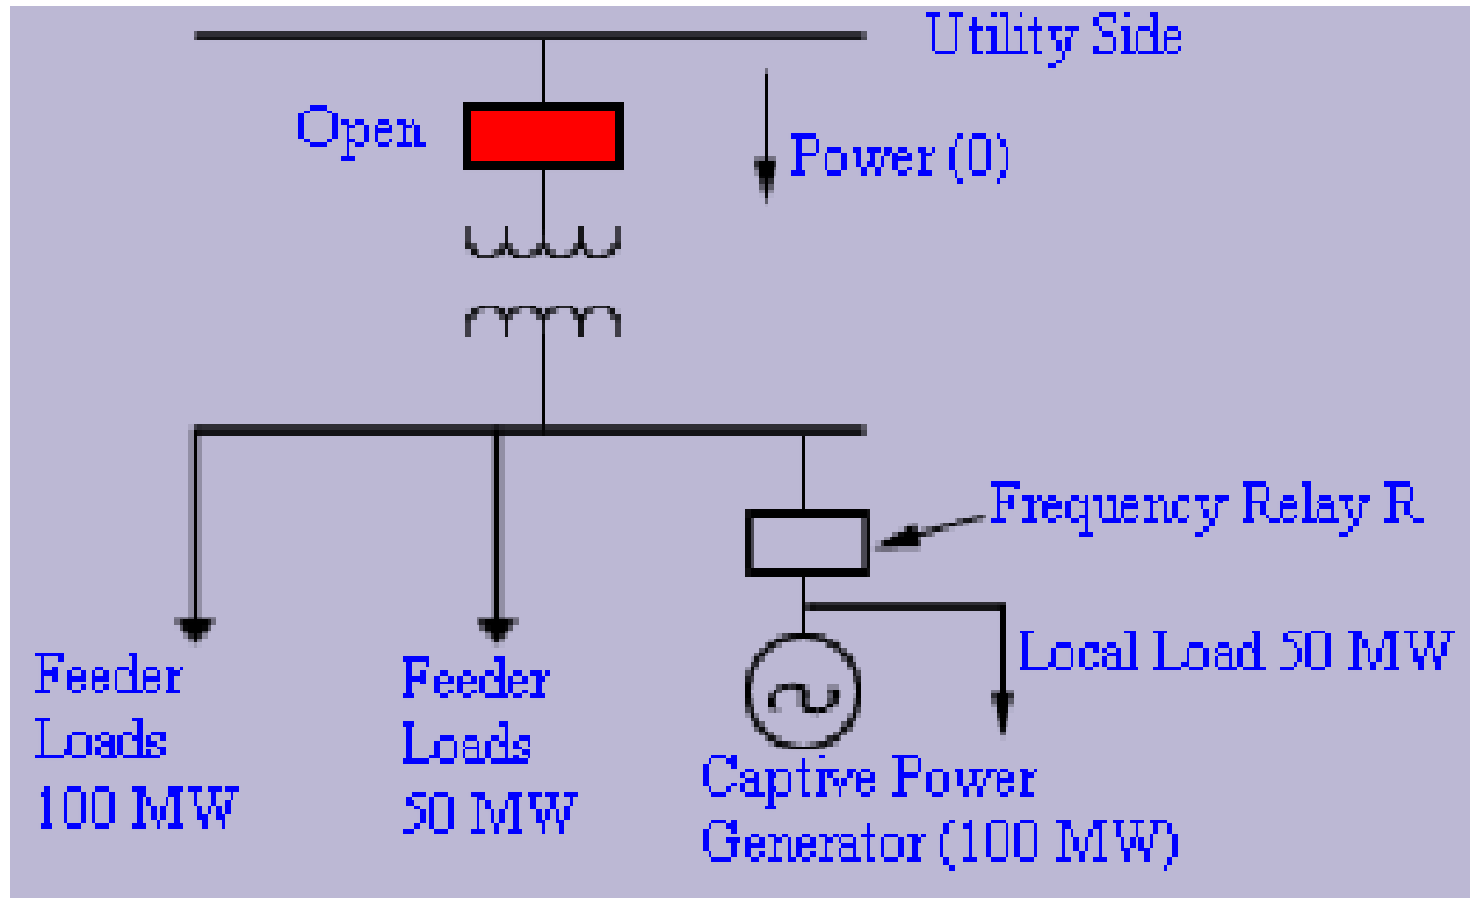 Utility Side
Open
Power (0)
Frequency Relay R
Local Load 50 MW
Feeder
Loads
100 MW
Feeder
Loads
50 MW
Captive Power
Generator (100 MW)